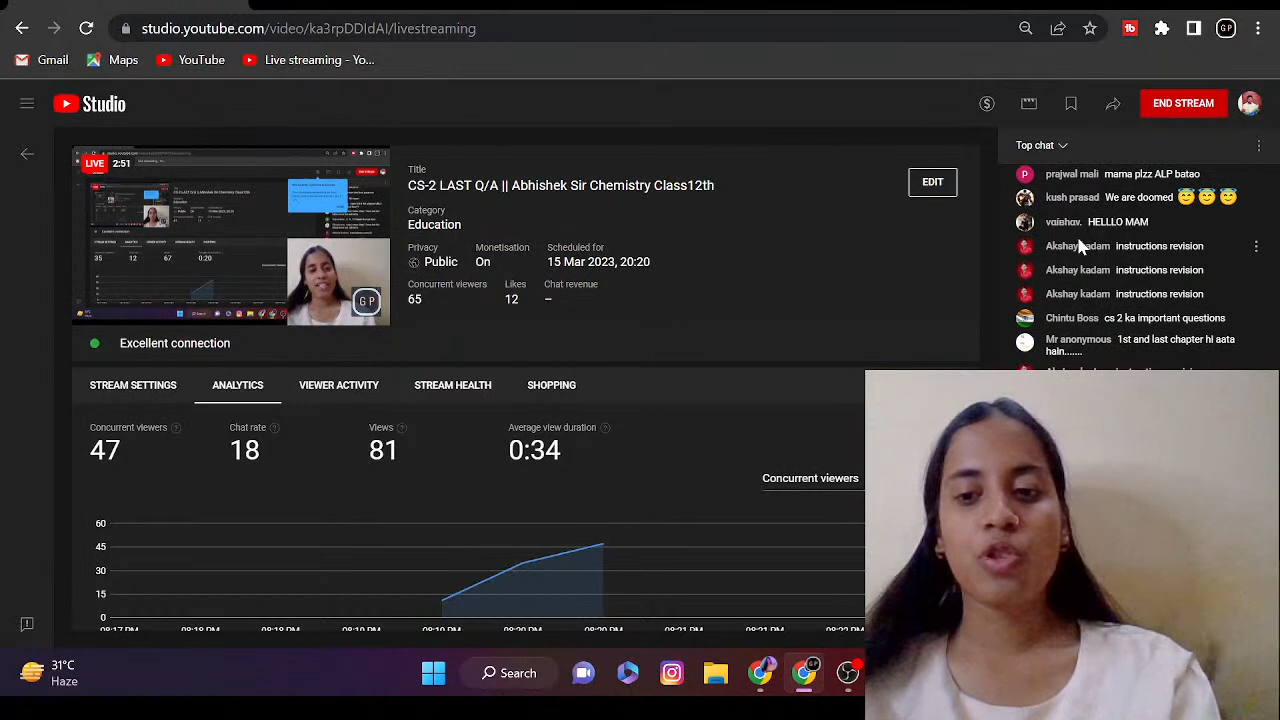 studio.youtube.com/video/ka3rpDDIdAI/livestreaming
Gmail
Maps
YouTube
Live streaming - Yo...
Studio
END STREAM
LIVE 2:51
Title
CS-2 LAST Q/A || Abhishek Sir Chemistry Class12th
EDIT
Category
Education
Privacy
Monetisation
Scheduled for
Public
On
15 Mar 2023, 20:20
Concurrent viewers
Likes
Chat revenue
65
12
–
Excellent connection
STREAM SETTINGS
ANALYTICS
VIEWER ACTIVITY
STREAM HEALTH
SHOPPING
Concurrent viewers
Chat rate
Views
Average view duration
47
18
81
0:34
Concurrent viewers
60
45
30
15
0
Top chat
prajwal mali mama plzz ALP batao
krish prasad We are doomed
HELLLO MAM
Akshay kadam instructions revision
Akshay kadam instructions revision
Akshay kadam instructions revision
Chintu Boss cs 2 ka important questions
Mr anonymous 1st and last chapter hI aata
hain.......
GP
31°C
Haze
Search